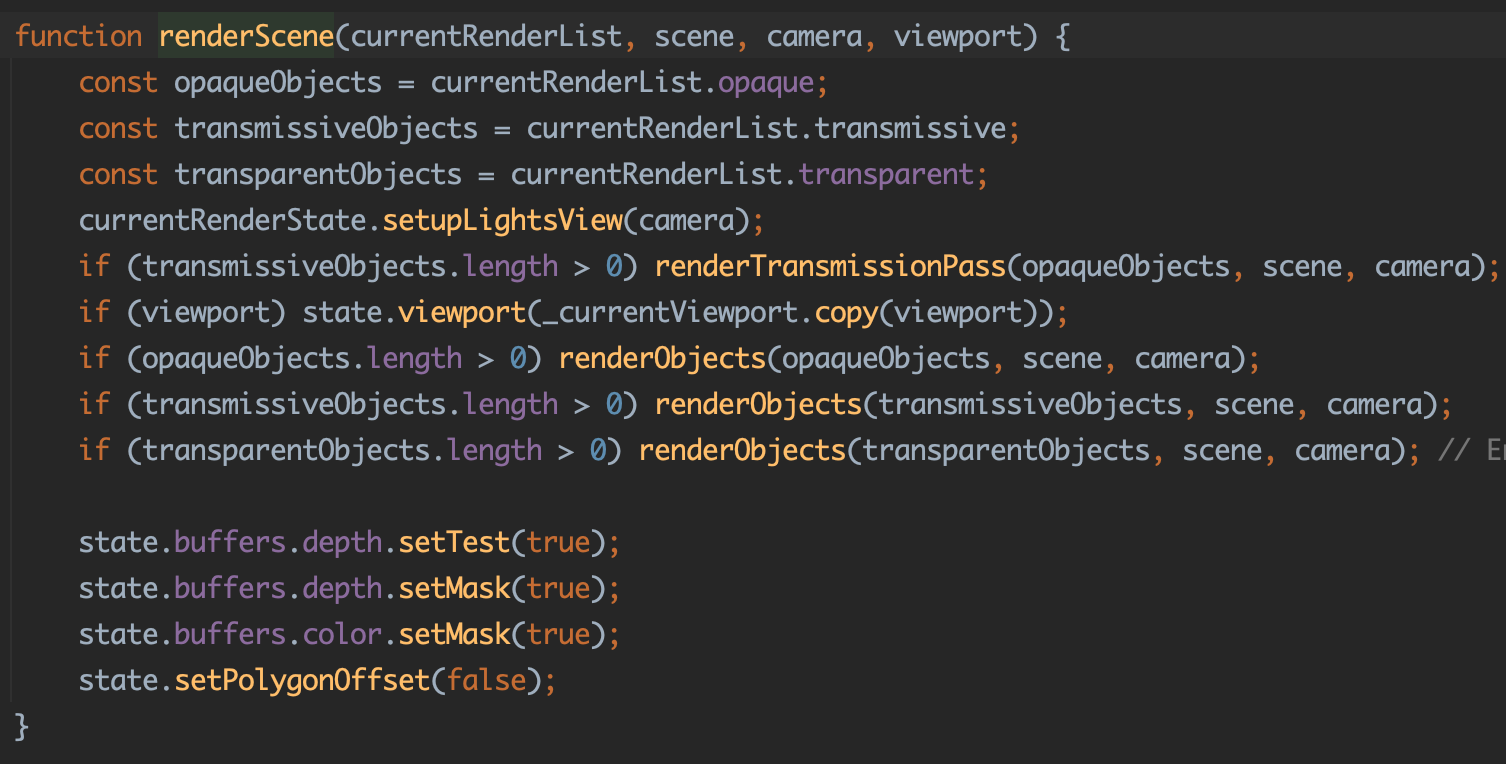 function renderScene(currentRenderList, scene, camera, viewport) {
    const opaqueObjects = currentRenderList.opaque;
    const transmissiveObjects = currentRenderList.transmissive;
    const transparentObjects = currentRenderList.transparent;
    currentRenderState.setupLightsView(camera);
    if (transmissiveObjects.length > 0) renderTransmissionPass(opaqueObjects, scene, camera);
    if (viewport) state.viewport(_currentViewport.copy(viewport));
    if (opaqueObjects.length > 0) renderObjects(opaqueObjects, scene, camera);
    if (transmissiveObjects.length > 0) renderObjects(transmissiveObjects, scene, camera);
    if (transparentObjects.length > 0) renderObjects(transparentObjects, scene, camera); //
    state.buffers.depth.setTest(true);
    state.buffers.depth.setMask(true);
    state.buffers.color.setMask(true);
    state.setPolygonOffset(false);
}